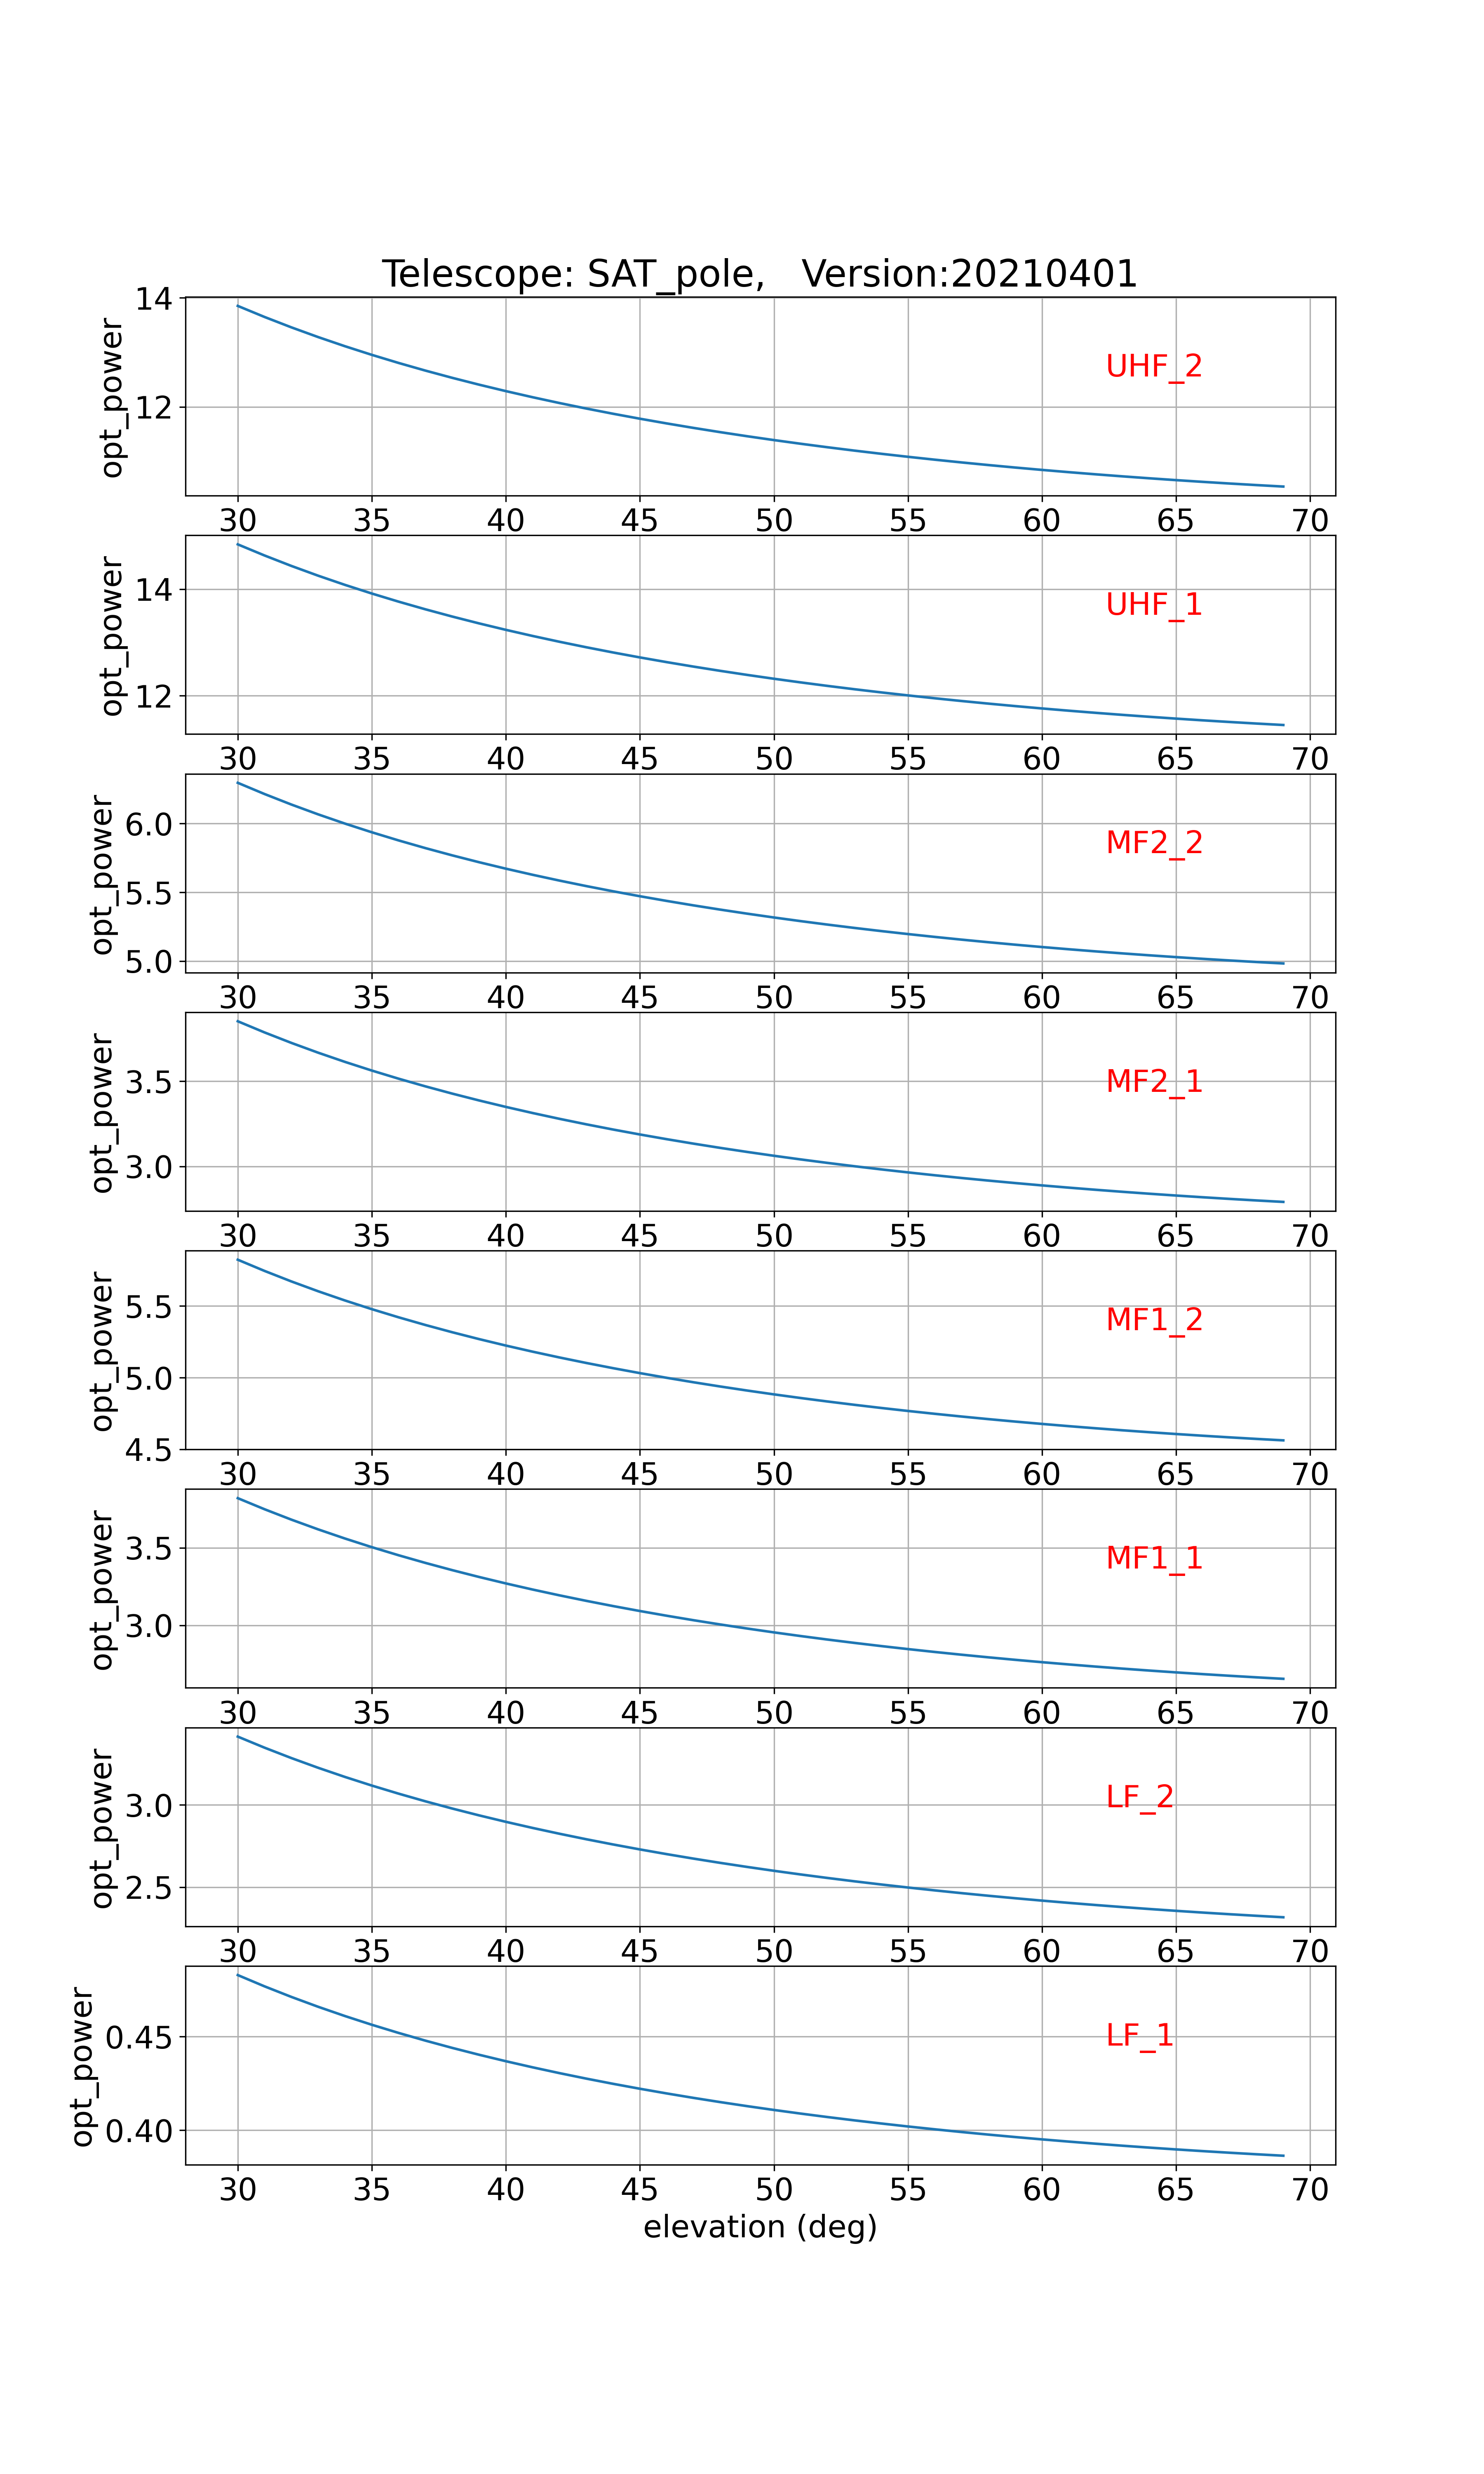 Telescope: SAT_pole,   Version:20210401
14
12
opt_power
UHF_2
30 35 40 45 50 55 60 65 70
14
12
opt_power
UHF_1
30 35 40 45 50 55 60 65 70
6.0
5.5
5.0
opt_power
MF2_2
30 35 40 45 50 55 60 65 70
3.5
3.0
opt_power
MF2_1
30 35 40 45 50 55 60 65 70
5.5
5.0
4.5
opt_power
MF1_2
30 35 40 45 50 55 60 65 70
3.5
3.0
opt_power
MF1_1
30 35 40 45 50 55 60 65 70
3.0
2.5
opt_power
LF_2
30 35 40 45 50 55 60 65 70
0.45
0.40
opt_power
LF_1
30 35 40 45 50 55 60 65 70
elevation (deg)